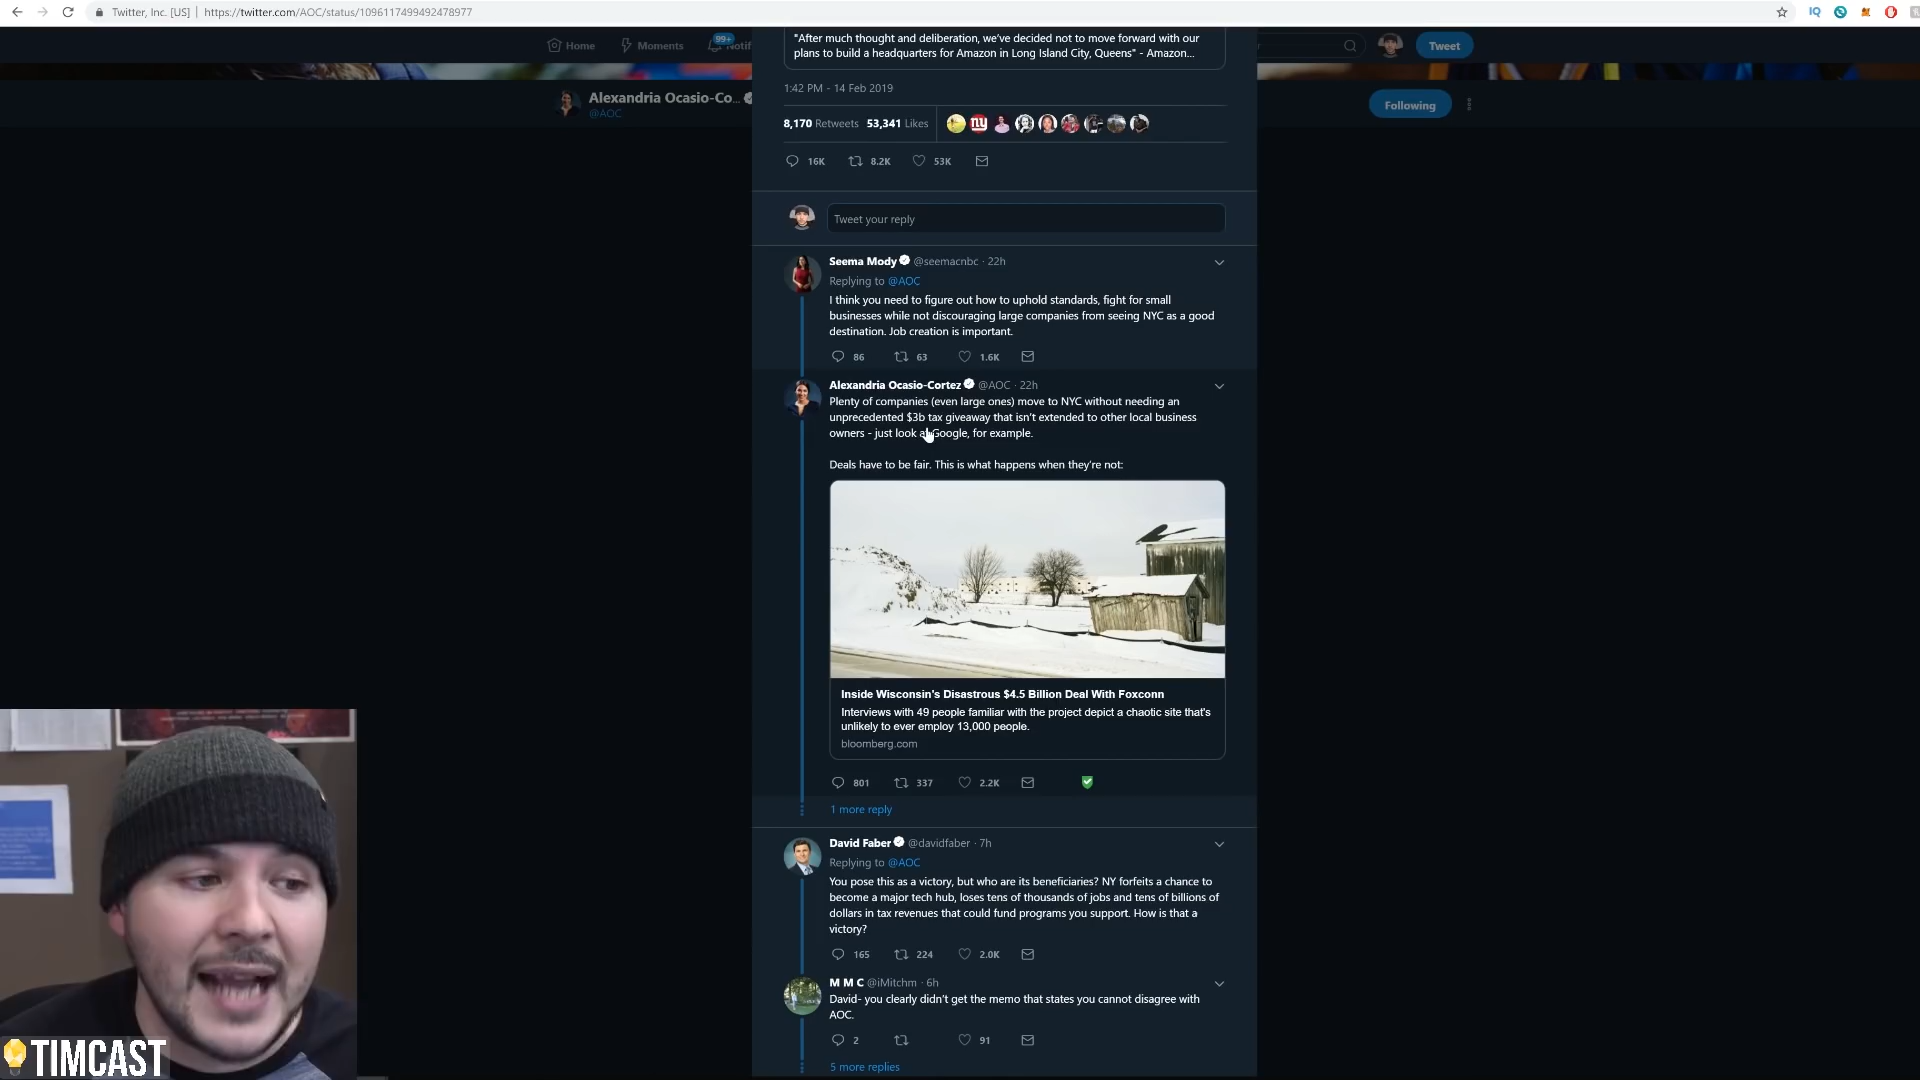 Twitter, Inc. [US] | https://twitter.com/AOC/status/1096117499492478977
IQ
Home
Moments
99+
Notif
Tweet
"After much thought and deliberation, we've decided not to move forward with our
plans to build a headquarters for Amazon in Long Island City, Queens" - Amazon...
Alexandria Ocasio-Co...
@AOC
Following
1:42 PM - 14 Feb 2019
8,170 Retweets 53,341 Likes
16K 8.2K 53K
Tweet your reply
Seema Mody @seemacnbc · 22h
Replying to @AOC
I think you need to figure out how to uphold standards, fight for small
businesses while not discouraging large companies from seeing NYC as a good
destination. Job creation is important.
86 63 1.6K
Alexandria Ocasio-Cortez @AOC · 22h
Plenty of companies (even large ones) move to NYC without needing an
unprecedented $3b tax giveaway that isn't extended to other local business
owners - just look at Google, for example.
Deals have to be fair. This is what happens when they're not:
Inside Wisconsin's Disastrous $4.5 Billion Deal With Foxconn
Interviews with 49 people familiar with the project depict a chaotic site that's
unlikely to ever employ 13,000 people.
bloomberg.com
801 337 2.2K
1 more reply
David Faber @davidfaber · 7h
Replying to @AOC
You pose this as a victory, but who are its beneficiaries? NY forfeits a chance to
become a major tech hub, loses tens of thousands of jobs and tens of billions of
dollars in tax revenues that could fund programs you support. How is that a
victory?
165 224 2.0K
M M C @iMitchm · 6h
David- you clearly didn't get the memo that states you cannot disagree with
AOC.
2 91
5 more replies
TIMCAST